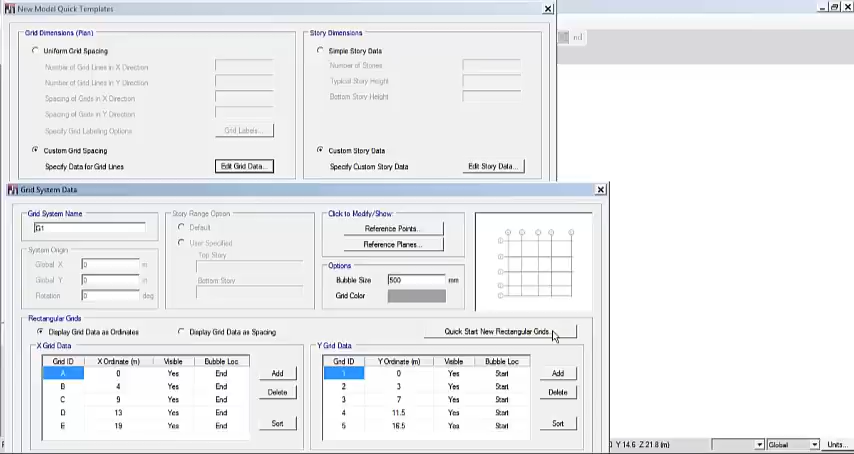 New Model Quick Templates
Grid Dimensions (Plan)
Uniform Grid Spacing
Number of Grid Lines in X Direction
Number of Grid Lines in Y Direction
Spacing of Grids in X Direction
Spacing of Grids in Y Direction
Specify Grid Labeling Options
Grid Labels...
Custom Grid Spacing
Specify Data for Grid Lines
Edit Grid Data...
Story Dimensions
Simple Story Data
Number of Stories
Typical Story Height
Bottom Story Height
Custom Story Data
Specify Custom Story Data
Edit Story Data...
nd
Grid System Data
Grid System Name
G1
System Origin
Global X 0 m
Global Y 0 m
Rotation 0 deg
Story Range Option
Default
User Specified
Top Story
Bottom Story
Click to Modify/Show:
Reference Points...
Reference Planes...
Options
Bubble Size 500 mm
Grid Color
Rectangular Grids
Display Grid Data as Ordinates
Display Grid Data as Spacing
Quick Start New Rectangular Grids...
X Grid Data
Grid ID X Ordinate (m) Visible Bubble Loc
A 0 Yes End
B 4 Yes End
C 9 Yes End
D 13 Yes End
E 19 Yes End
Add
Delete
Sort
Y Grid Data
Grid ID Y Ordinate (m) Visible Bubble Loc
1 0 Yes Start
2 3 Yes Start
3 7 Yes Start
4 11.5 Yes Start
5 16.5 Yes Start
Add
Delete
Sort
Y 14.6 Z 21.8 (m)
Global
Units...